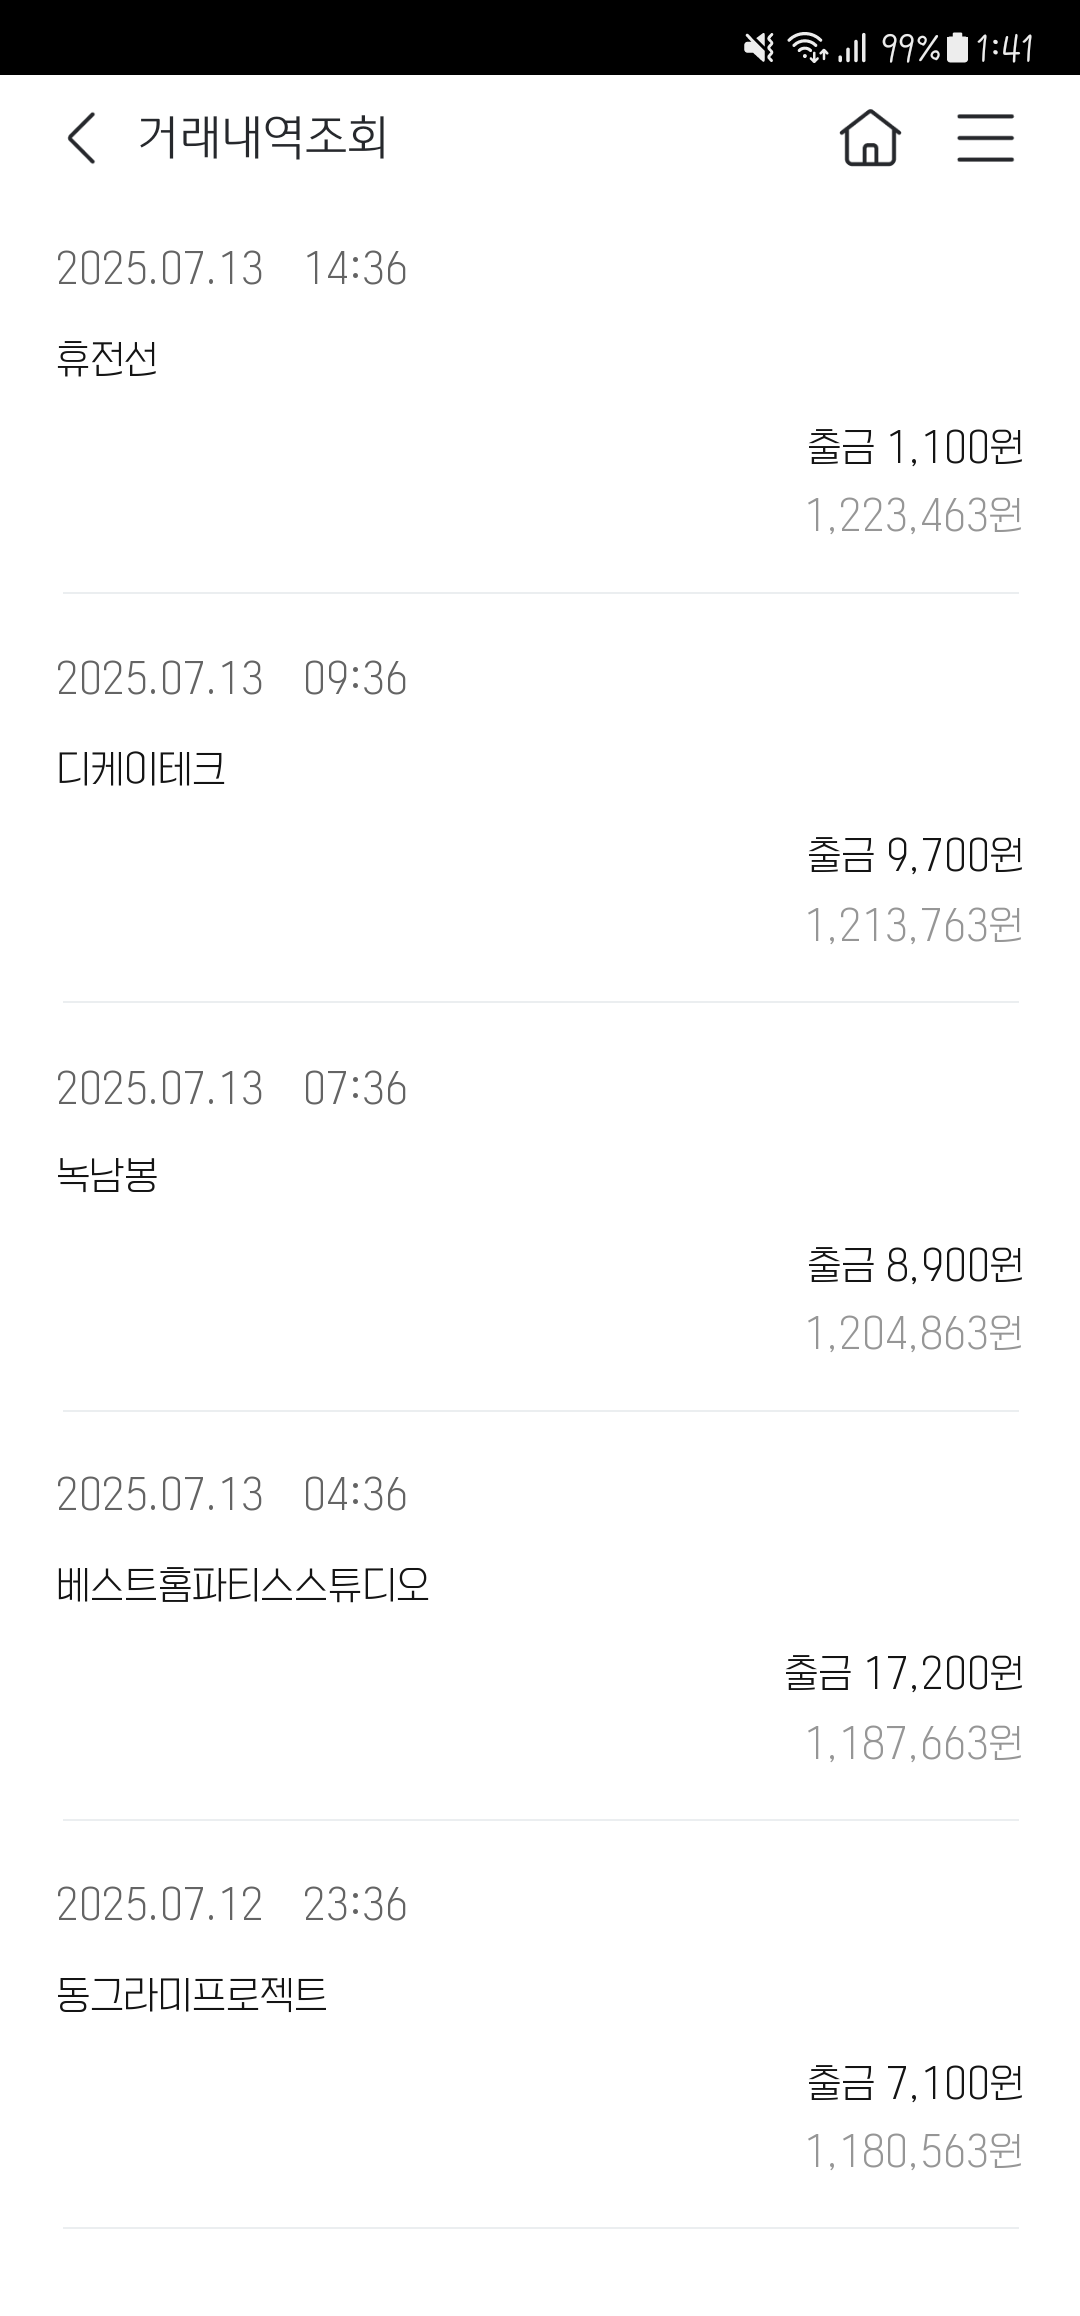 99% 1:41
거래내역조회
2025.07.13 14:36
휴전선
출금 1,100원
1,223,463원
2025.07.13 09:36
디케이테크
출금 9,700원
1,213,763원
2025.07.13 07:36
녹남봉
출금 8,900원
1,204,863원
2025.07.13 04:36
베스트홈파티스스튜디오
출금 17,200원
1,187,663원
2025.07.12 23:36
동그라미프로젝트
출금 7,100원
1,180,563원